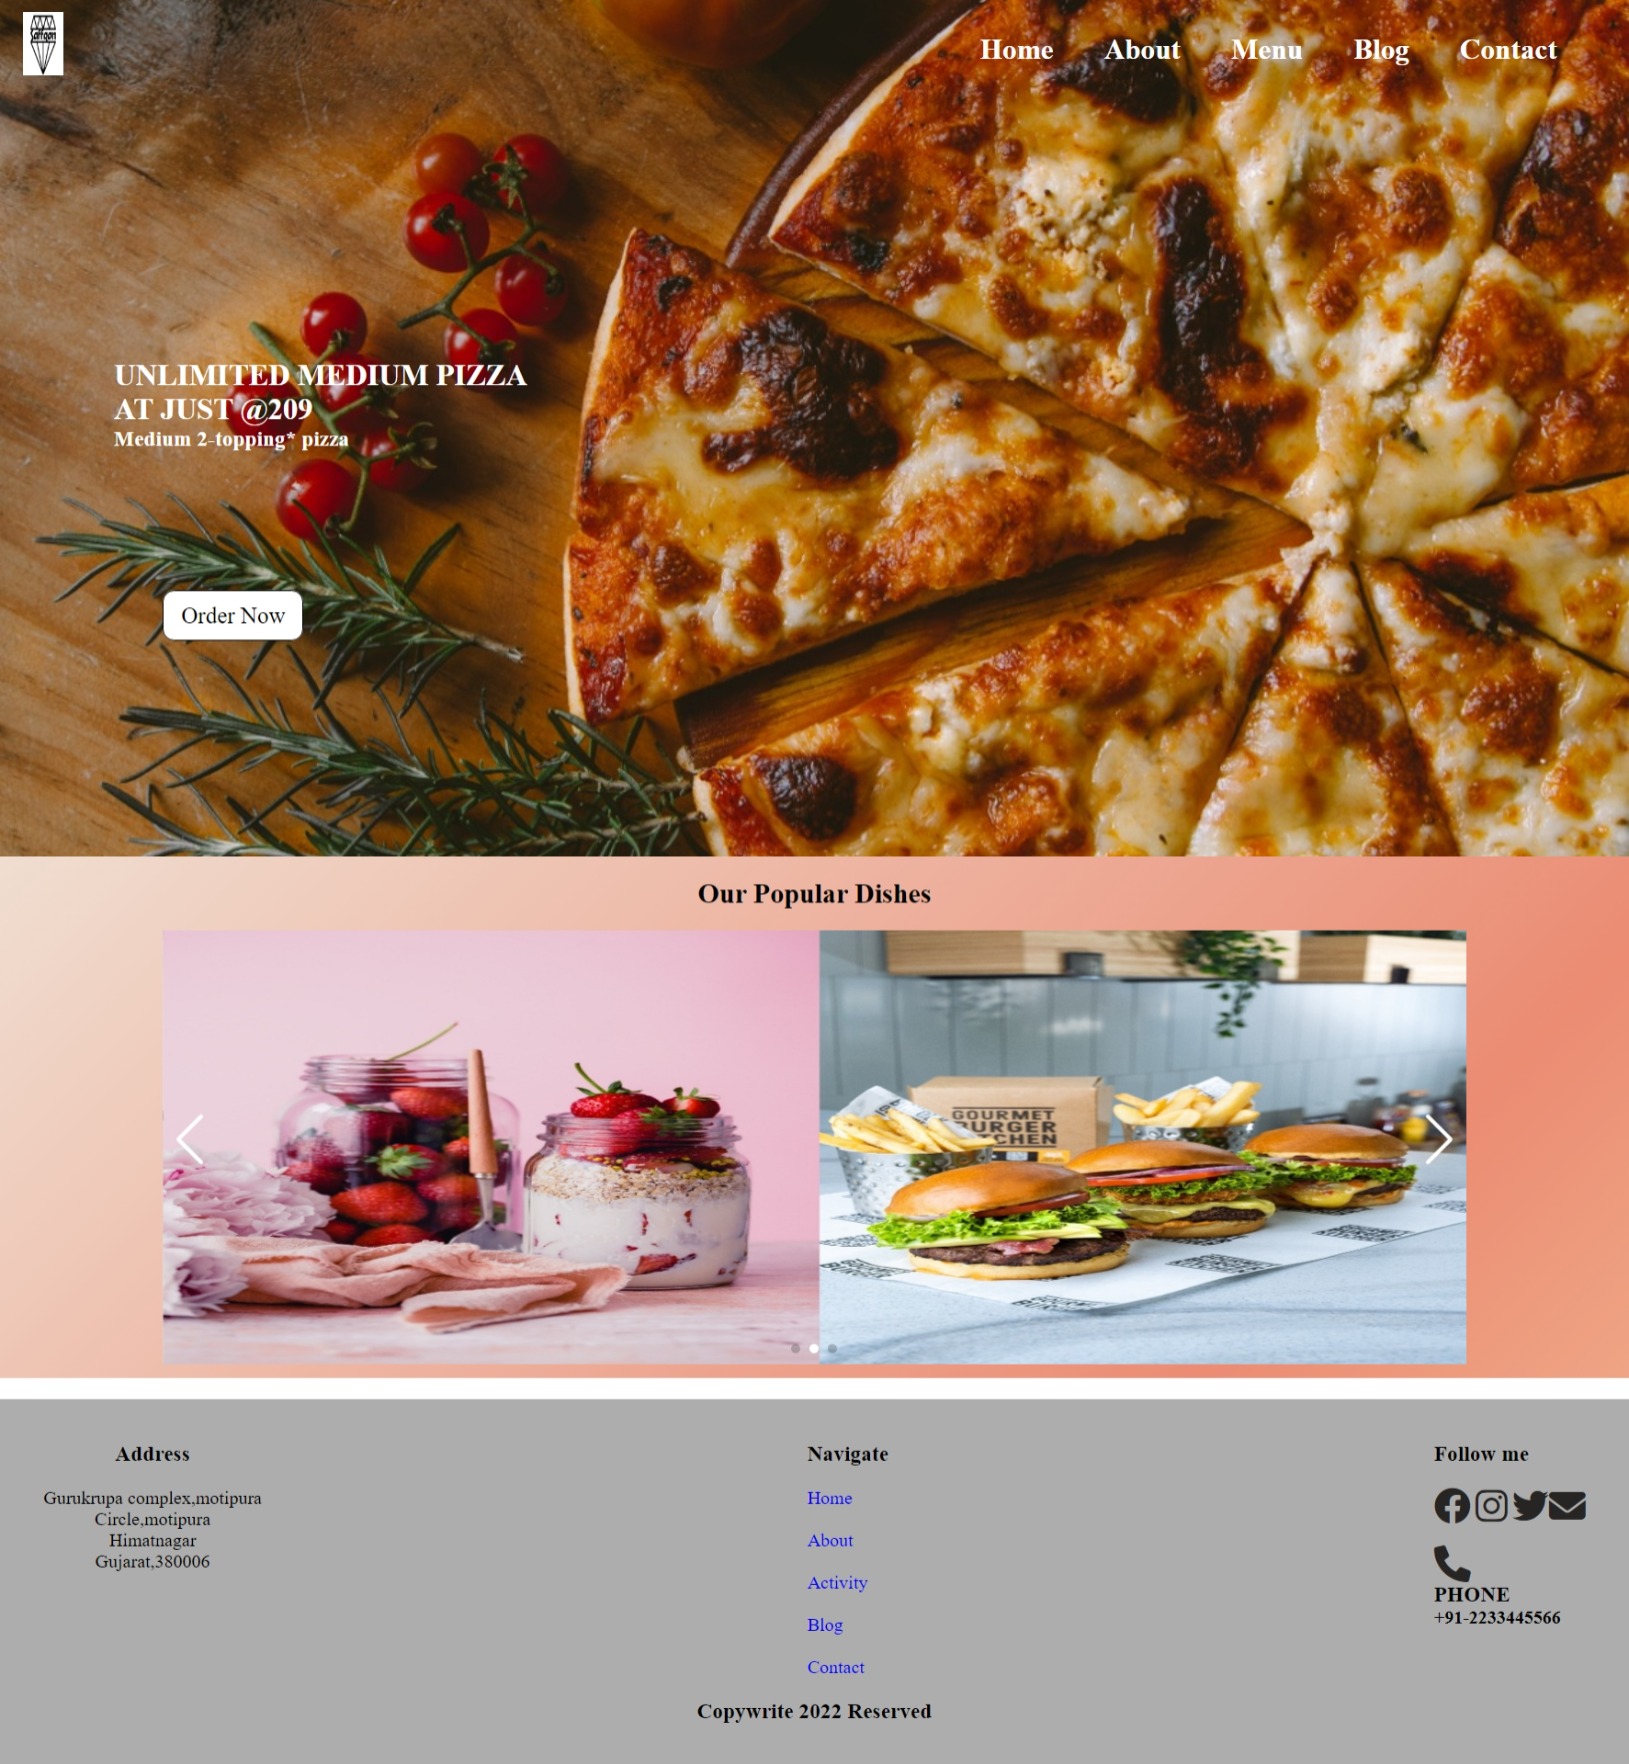 Saffron
Home About Menu Blog Contact
UNLIMITED MEDIUM PIZZA
AT JUST @209
Medium 2-topping* pizza
Order Now
Our Popular Dishes
GOURMET
BURGER
KITCHEN
Address
Gurukrupa complex,motipura
Circle,motipura
Himatnagar
Gujarat,380006
Navigate
Home
About
Activity
Blog
Contact
Follow me
PHONE
+91-2233445566
Copywrite 2022 Reserved